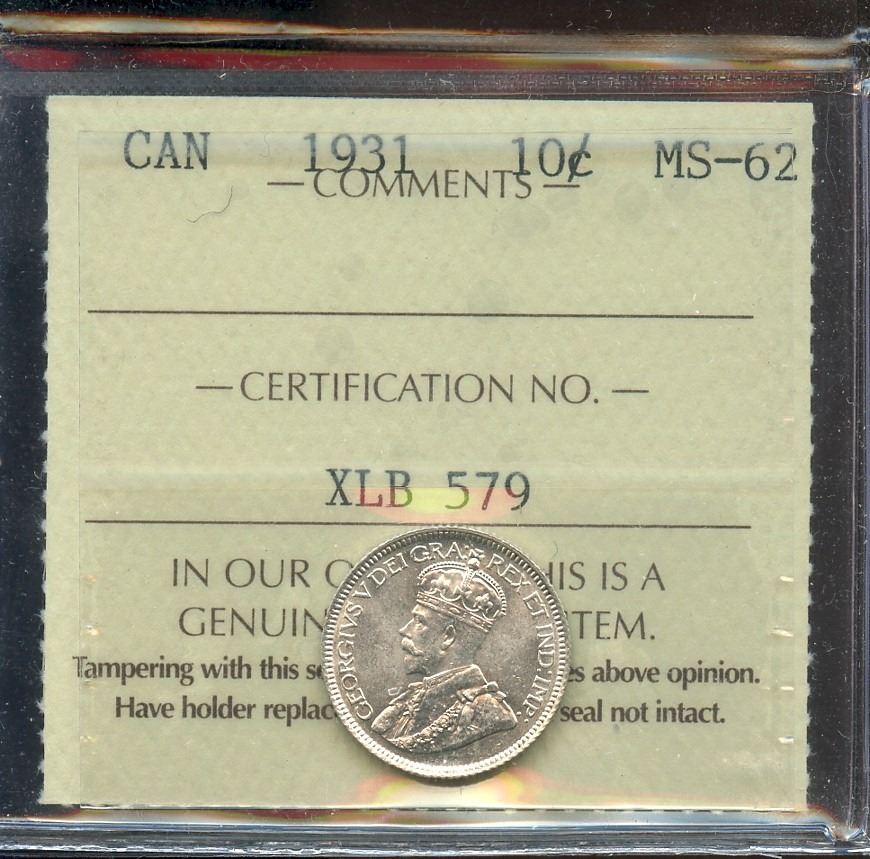 CAN 1931 10¢ MS-62
— COMMENTS —
— CERTIFICATION NO. —
XLB 579
IN OUR O HIS IS A
GENUIN TEM.
Tampering with this se es above opinion.
Have holder replac seal not intact.
GEORGIVS V DEI GRA: REX ET IND: IMP: